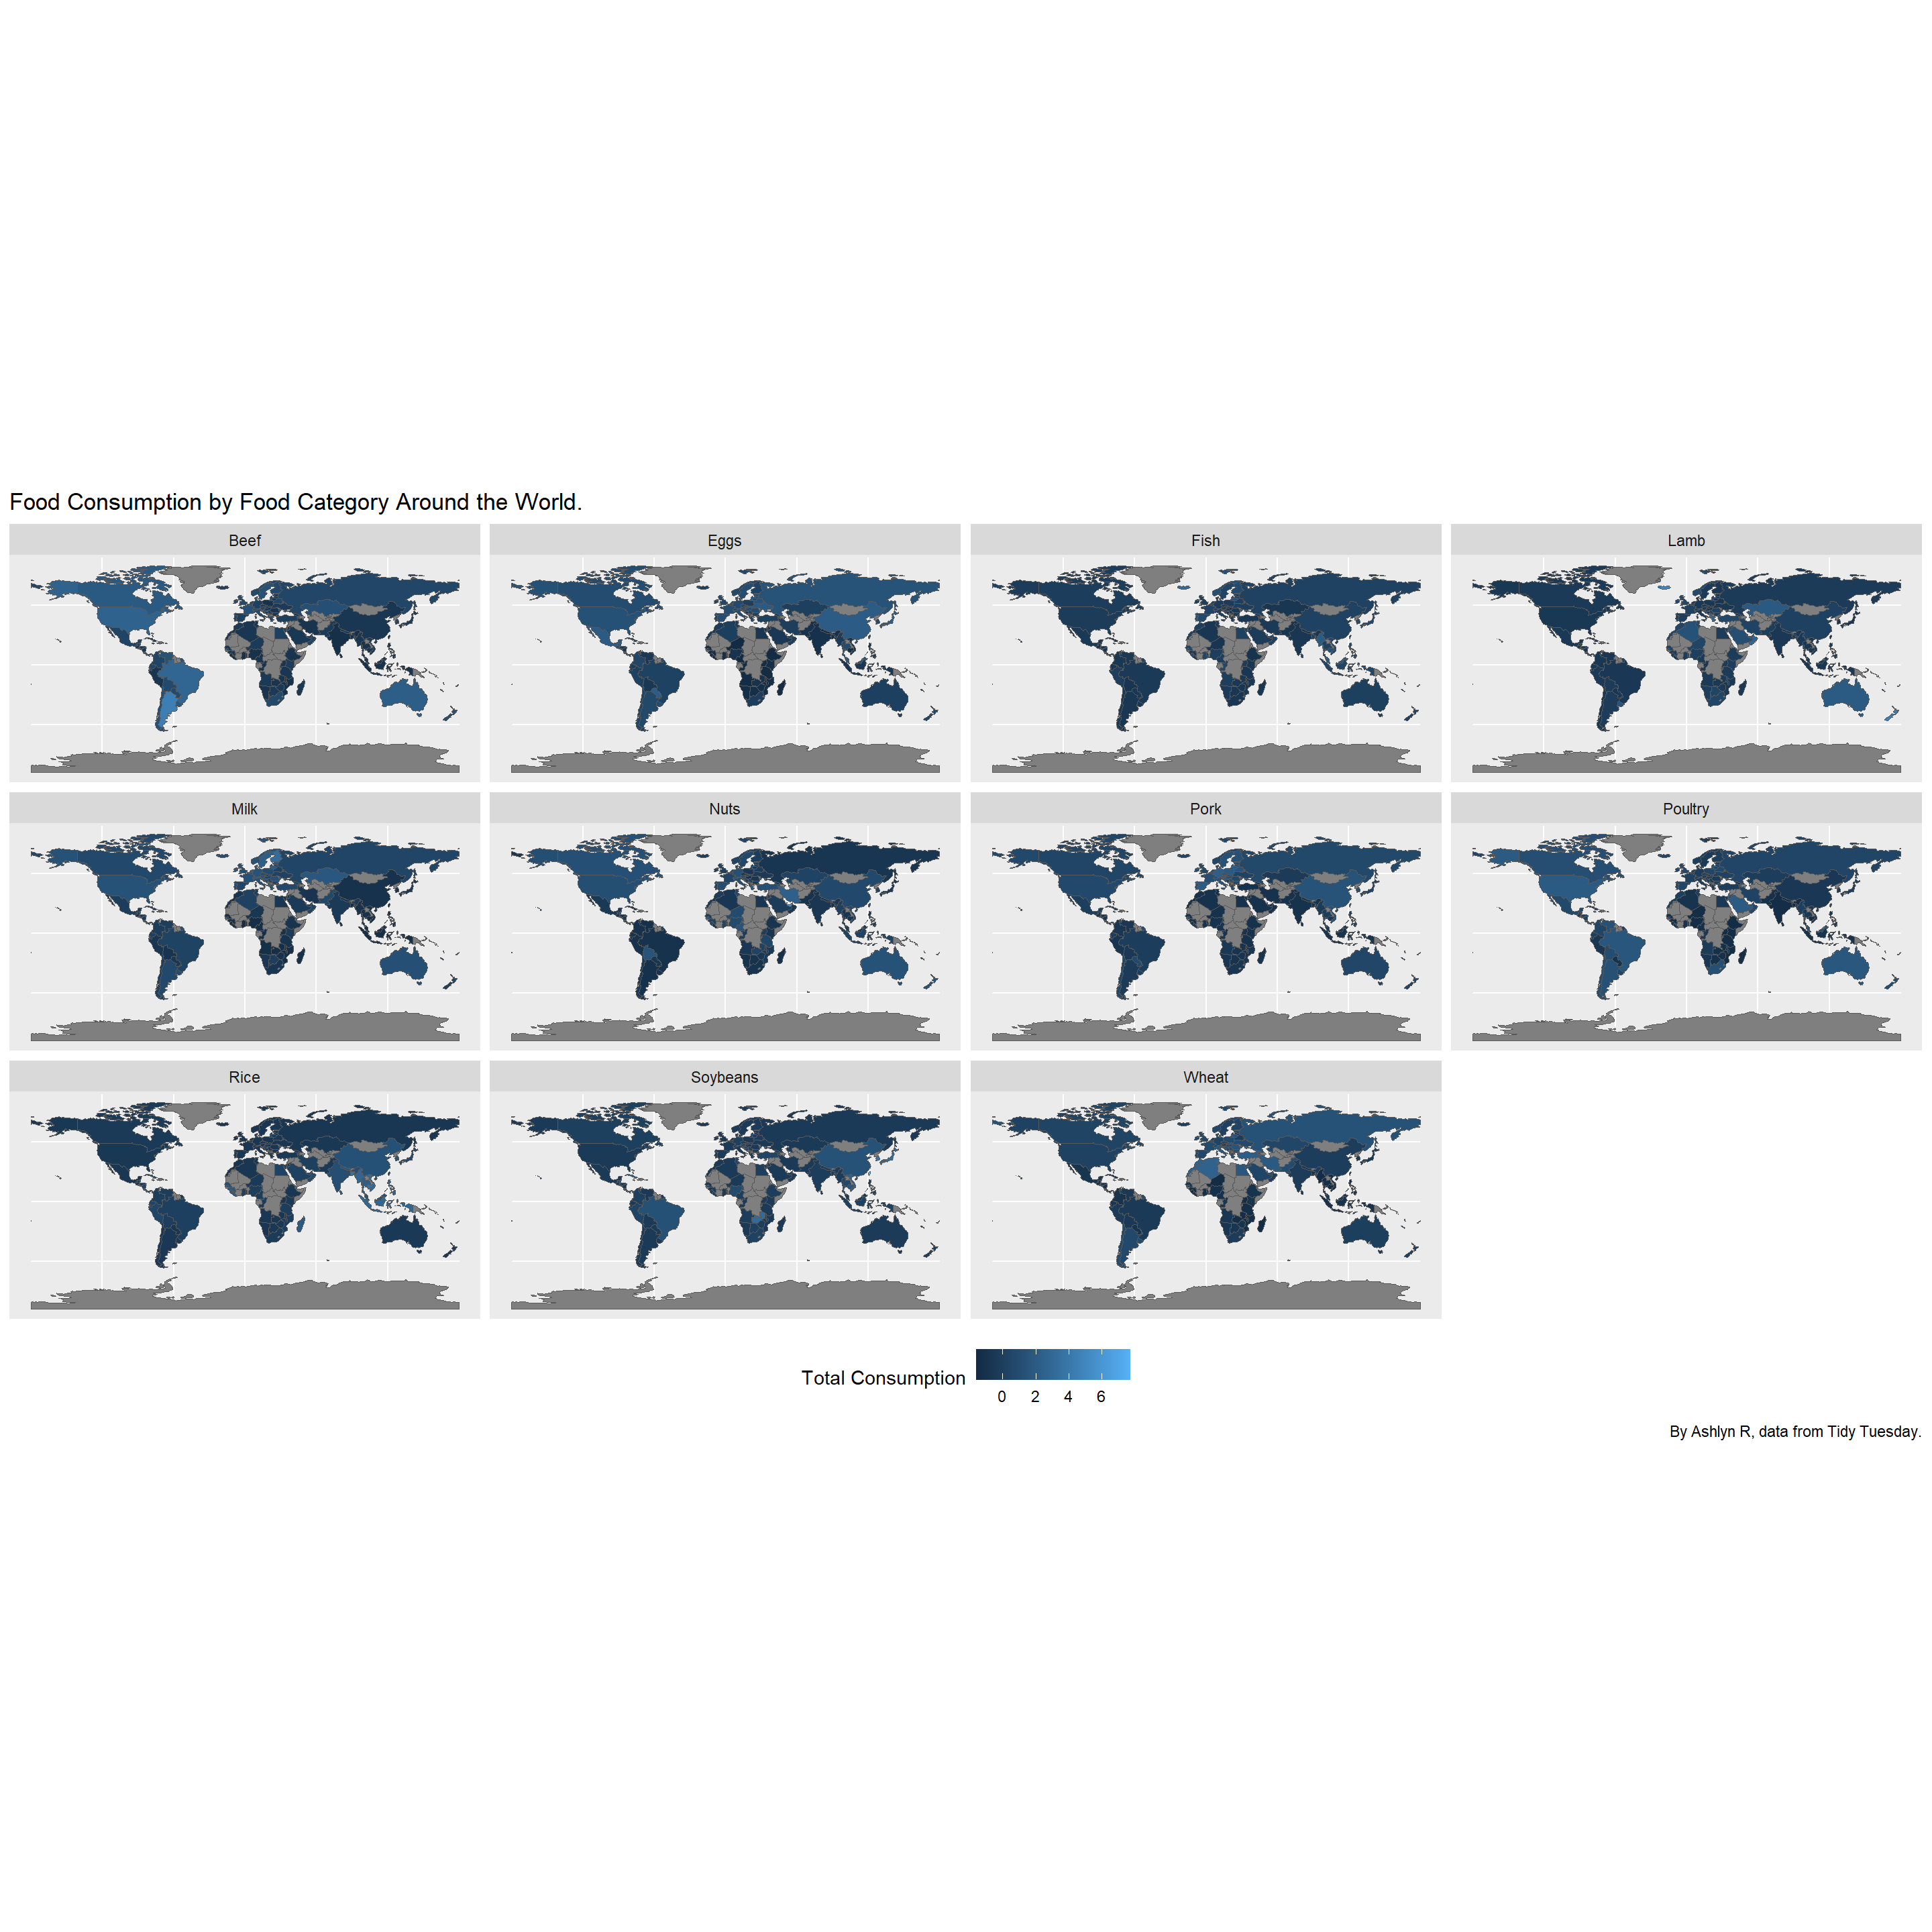 Food Consumption by Food Category Around the World.
Beef
Eggs
Fish
Lamb
Milk
Nuts
Pork
Poultry
Rice
Soybeans
Wheat
Total Consumption
0 2 4 6
By Ashlyn R, data from Tidy Tuesday.